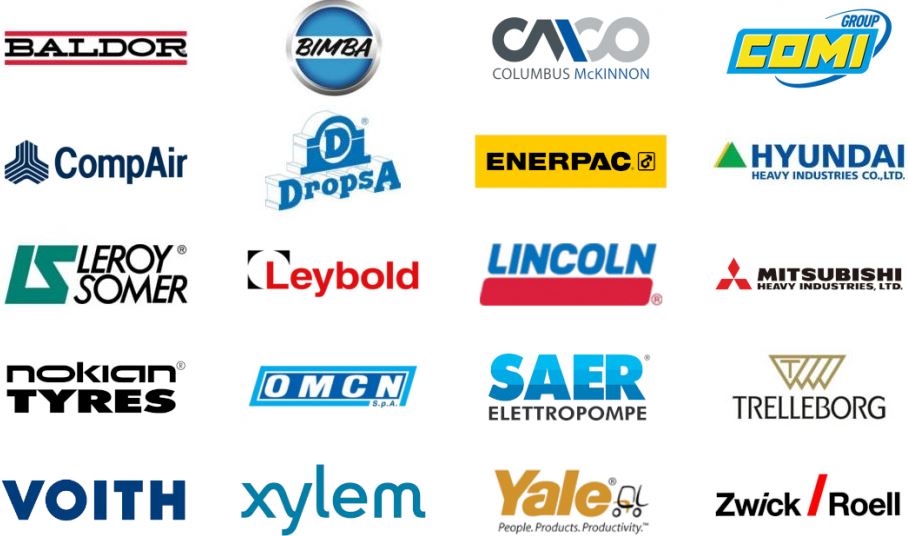 BALDOR®
BIMBA
CMCO
COLUMBUS McKINNON
GROUP
COMI
CompAir
D®
DropsA
ENERPAC®
HYUNDAI
HEAVY INDUSTRIES CO.,LTD.
LEROY®
SOMER
Leybold
LINCOLN®
MITSUBISHI
HEAVY INDUSTRIES, LTD.
nokian®
TYRES
OMCN
S.p.A.
SAER®
ELETTROPOMPE
T
TRELLEBORG
VOITH
xylem
Yale®
People. Products. Productivity.™
Zwick / Roell